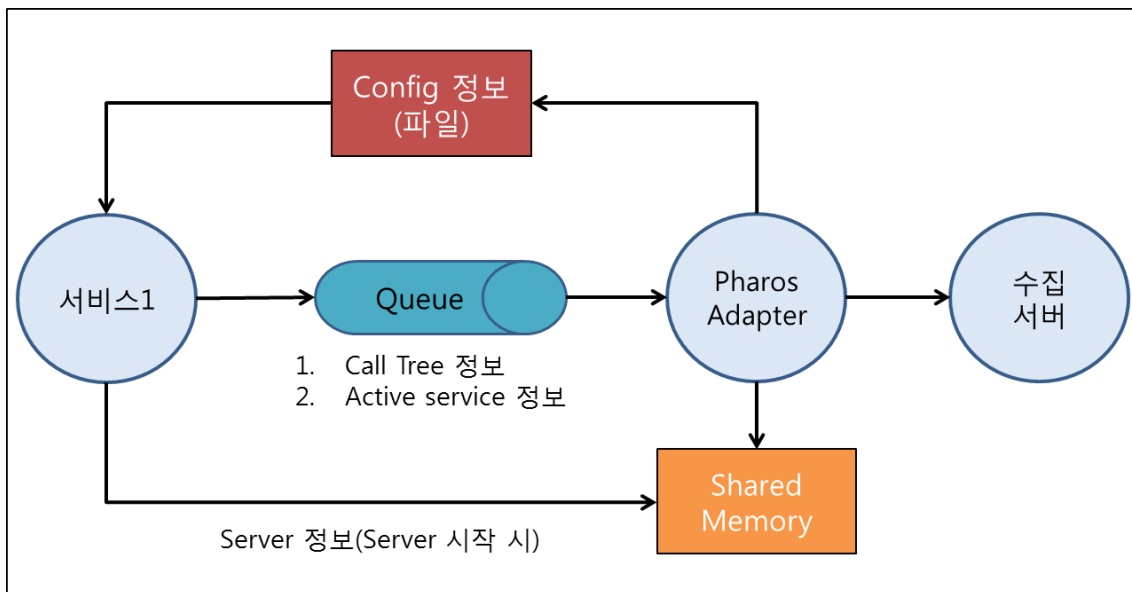 Config 정보
(파일)
서비스1
Queue
Pharos
Adapter
수집
서버
1. Call Tree 정보
2. Active service 정보
Shared
Memory
Server 정보(Server 시작 시)